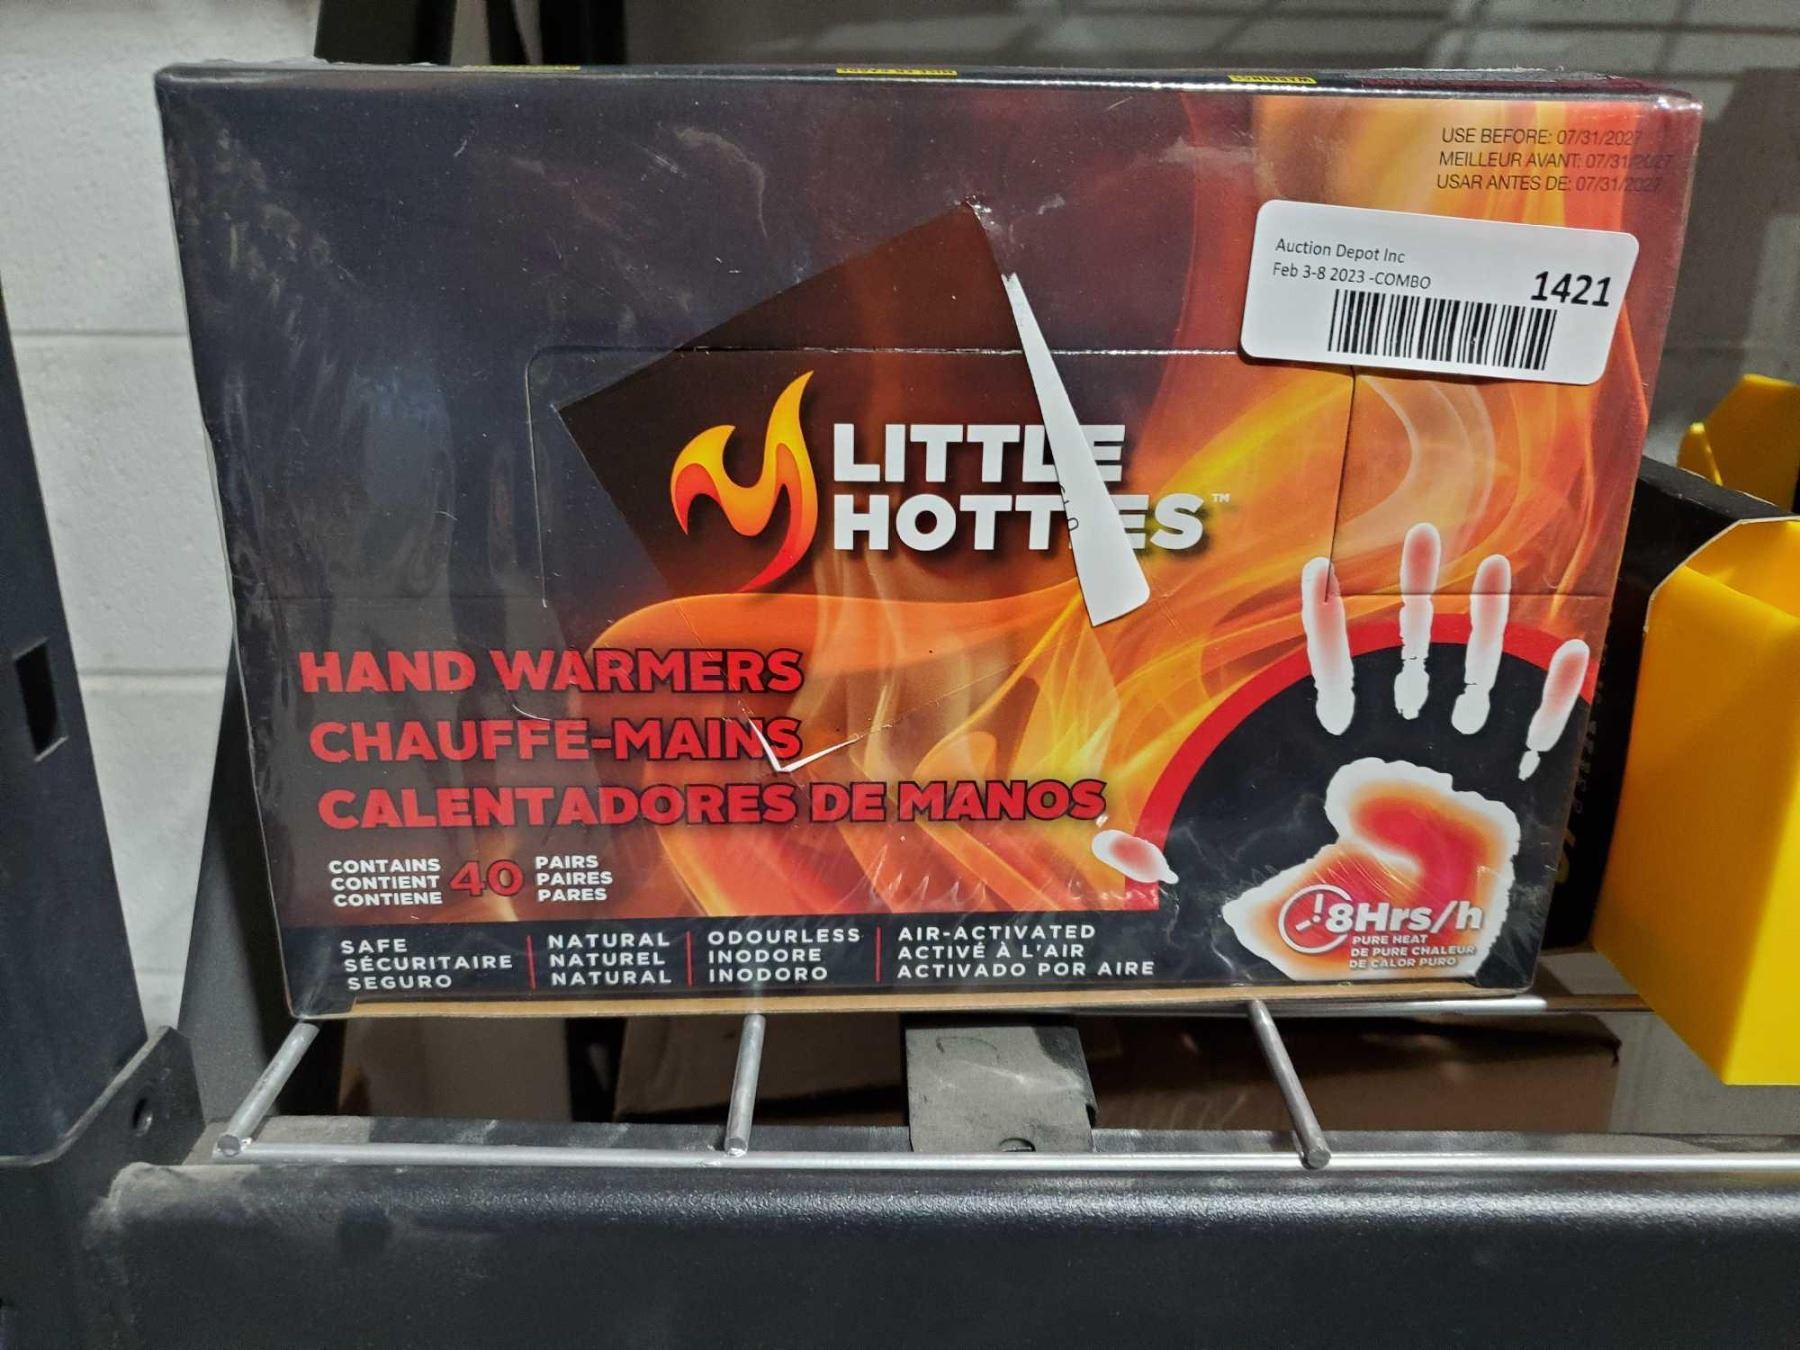 USE BEFORE: 07/31/2027
MEILLEUR AVANT: 07/31/2027
USAR ANTES DE: 07/31/2027
Auction Depot Inc
Feb 3-8 2023 -COMBO
1421
LITTLE
HOTTIES™
HAND WARMERS
CHAUFFE-MAINS
CALENTADORES DE MANOS
CONTAINS 40 PAIRS
CONTIENT PAIRES
CONTIENE PARES
SAFE
SÉCURITAIRE
SEGURO
NATURAL
NATUREL
NATURAL
ODOURLESS
INODORE
INODORO
AIR-ACTIVATED
ACTIVÉ À L'AIR
ACTIVADO POR AIRE
8Hrs/h
PURE HEAT
DE PURE CHALEUR
DE CALOR PURO